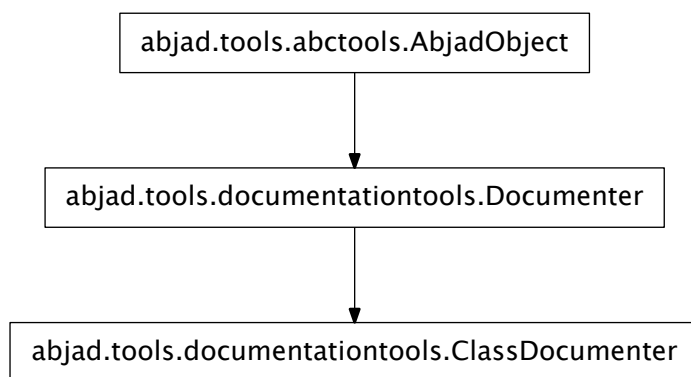 abjad.tools.abctools.AbjadObject
abjad.tools.documentationtools.Documenter
abjad.tools.documentationtools.ClassDocumenter